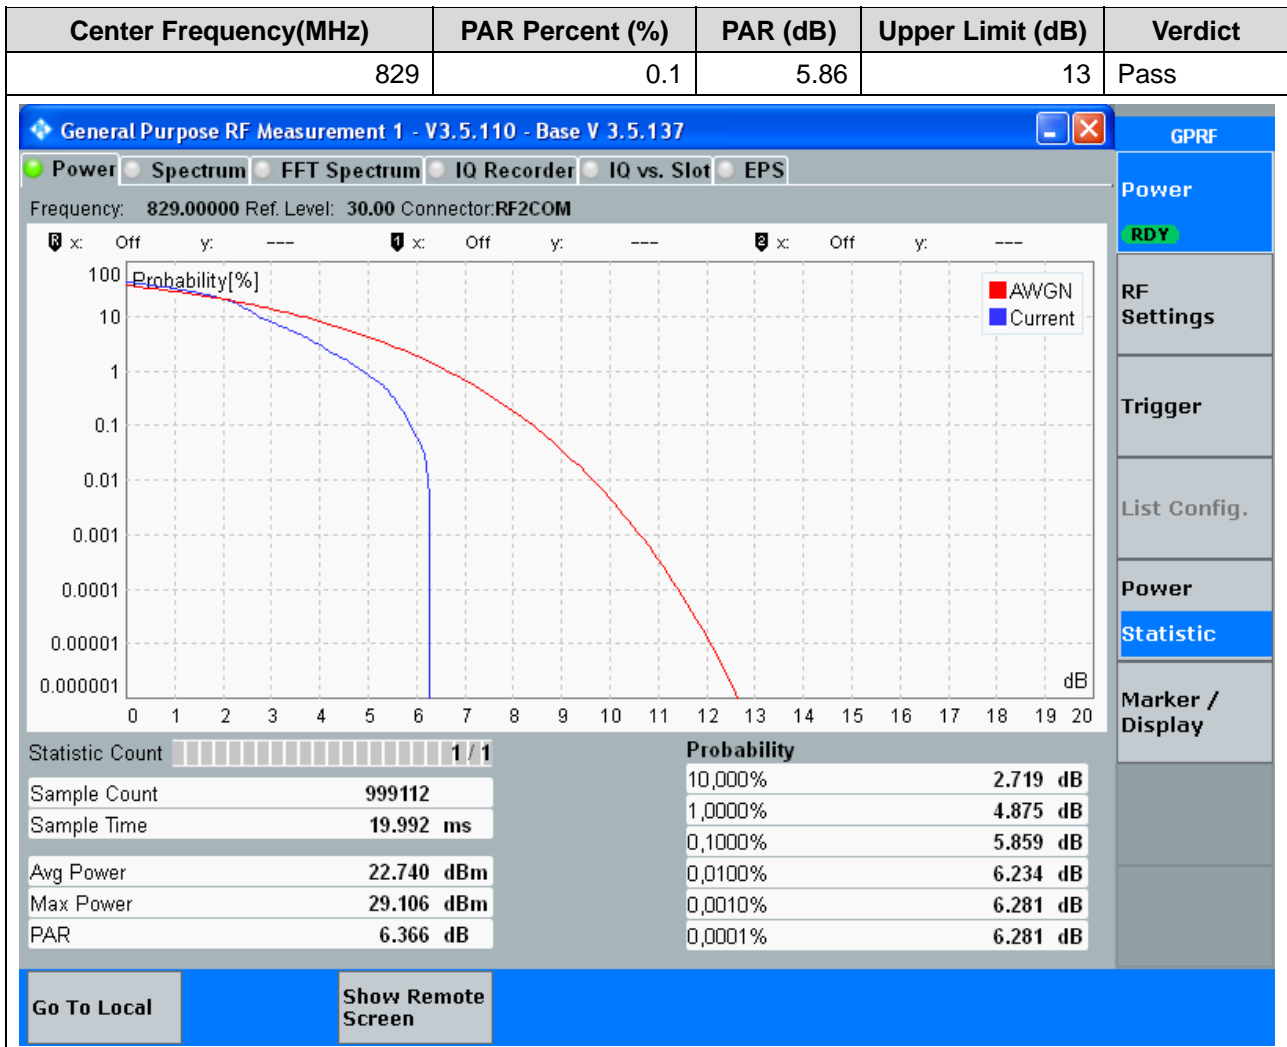 Center Frequency(MHz) PAR Percent (%) PAR (dB) Upper Limit (dB) Verdict
829 0.1 5.86 13 Pass
General Purpose RF Measurement 1 - V3.5.110 - Base V 3.5.137
GPRF
Power Spectrum FFT Spectrum IQ Recorder IQ vs. Slot EPS
Power
RDY
Frequency: 829.00000 Ref. Level: 30.00 Connector:RF2COM
R x: Off y: --- 1 x: Off y: --- 2 x: Off y: ---
Probability[%]
AWGN
Current
100
10
1
0.1
0.01
0.001
0.0001
0.00001
0.000001
dB
0 1 2 3 4 5 6 7 8 9 10 11 12 13 14 15 16 17 18 19 20
RF
Settings
Trigger
List Config.
Power
Statistic
Marker /
Display
Statistic Count 1 / 1
Sample Count 999112
Sample Time 19.992 ms
Avg Power 22.740 dBm
Max Power 29.106 dBm
PAR 6.366 dB
Probability
10,000% 2.719 dB
1,0000% 4.875 dB
0,1000% 5.859 dB
0,0100% 6.234 dB
0,0010% 6.281 dB
0,0001% 6.281 dB
Go To Local
Show Remote
Screen